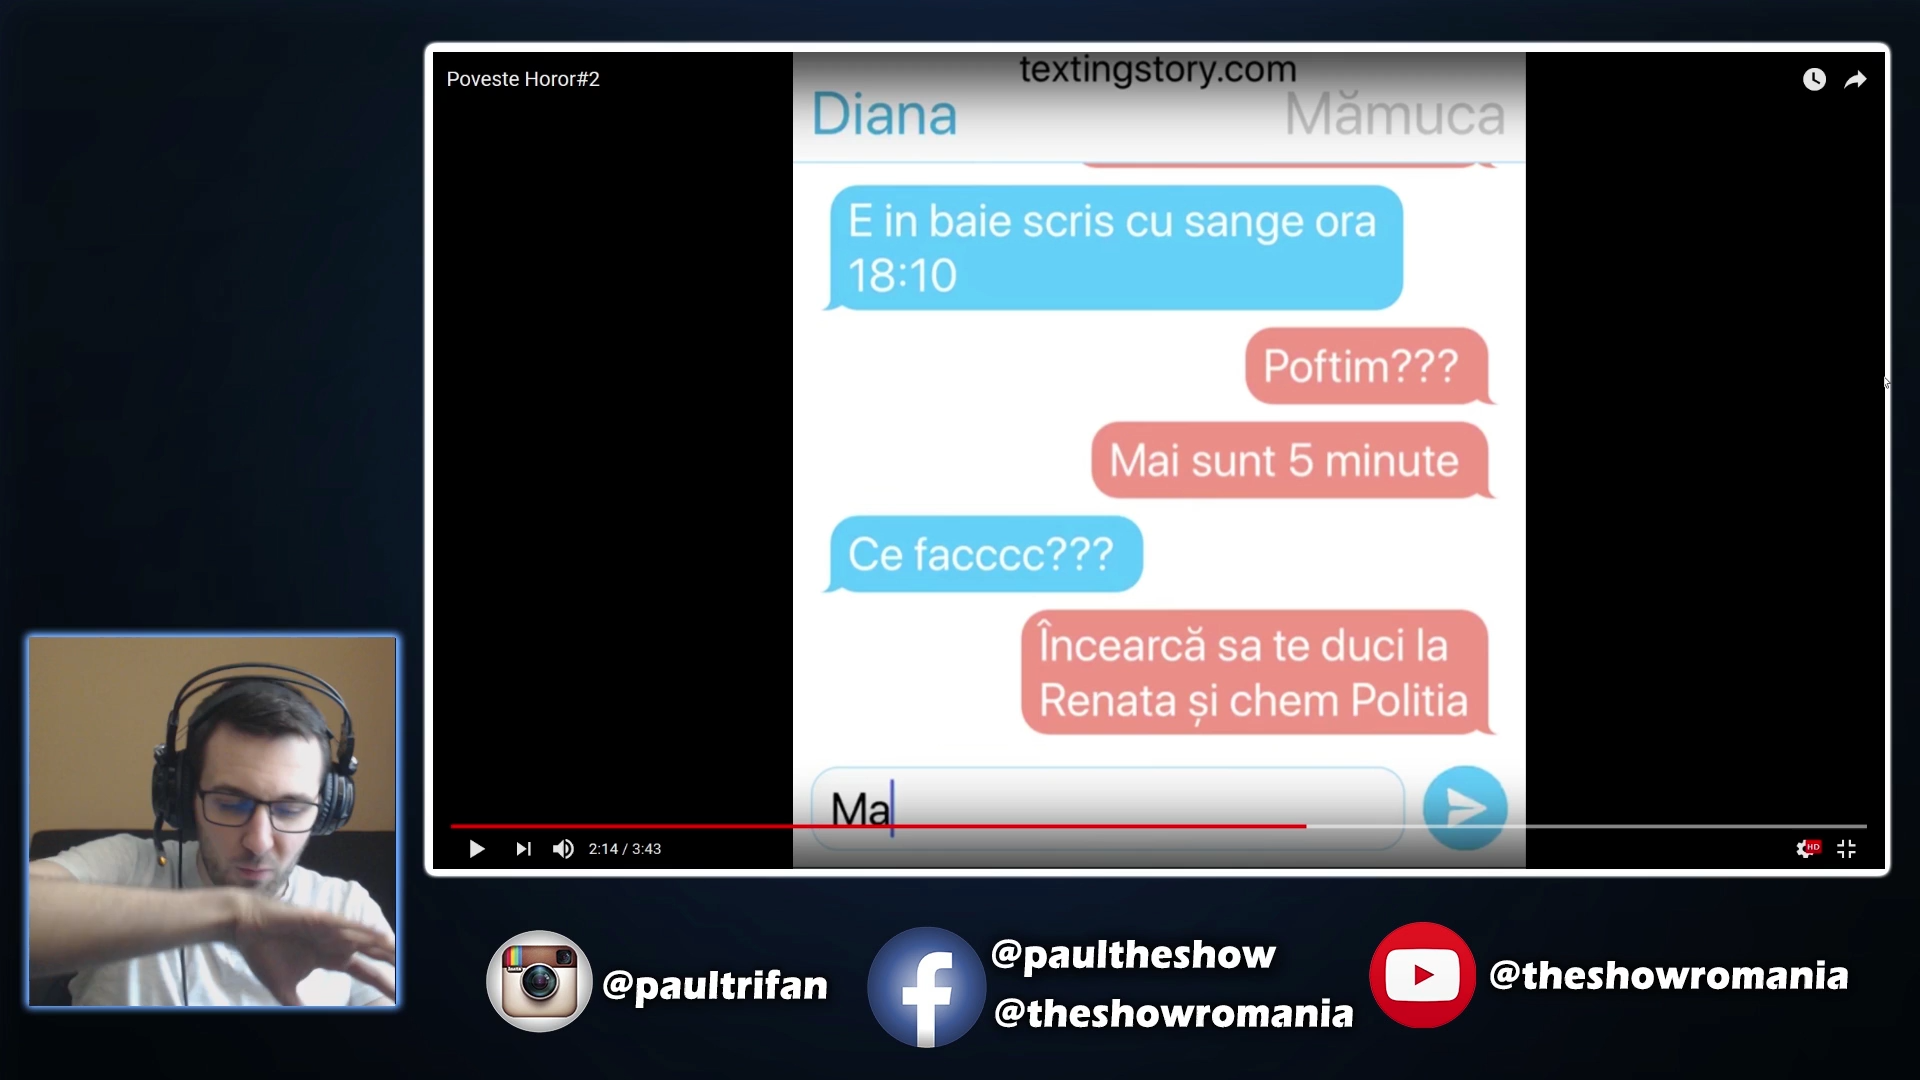 Poveste Horor#2
textingstory.com
Diana
Mămuca
E in baie scris cu sange ora
18:10
Poftim???
Mai sunt 5 minute
Ce facccc???
Încearcă sa te duci la
Renata și chem Politia
Ma
2:14 / 3:43
HD
@paultrifan
@paultheshow
@theshowromania
@theshowromania